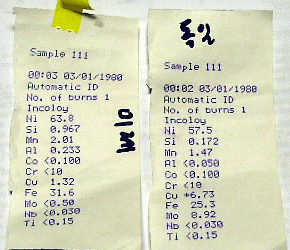 Sample 111
00:03 03/01/1980
Automatic ID
No. of burns 1
Incoloy
Ni 63.8
Si 0.967
Mn 2.01
Al 0.233
Co <0.100
Cr <10
Cu 1.32
Fe 31.6
Mo <0.50
Nb <0.030
Ti <0.15
독일
Sample 111
00:02 03/01/1980
Automatic ID
No. of burns 1
Incoloy
Ni 57.5
Si 0.172
Mn 1.47
Al <0.050
Co <0.100
Cr <10
Cu *6.73
Fe 25.3
Mo 8.92
Nb <0.030
Ti <0.15